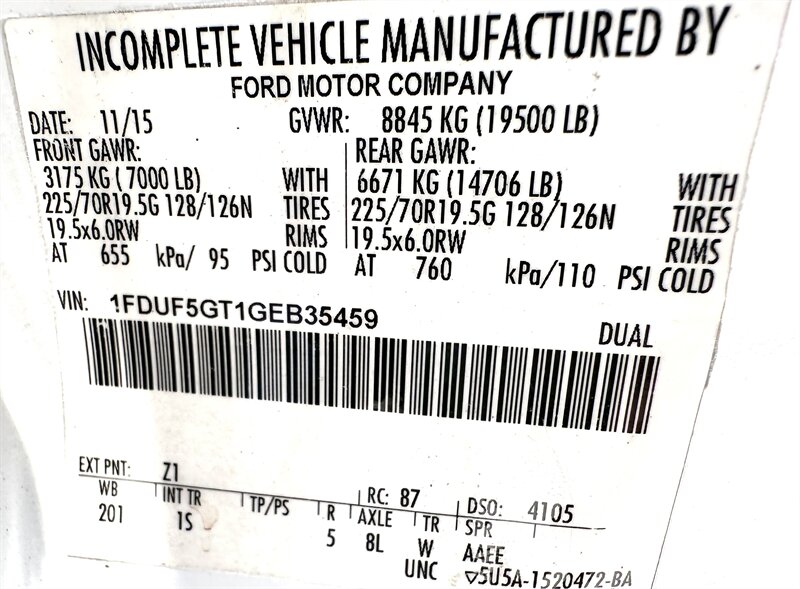 INCOMPLETE VEHICLE MANUFACTURED BY
FORD MOTOR COMPANY
DATE: 11/15 GVWR: 8845 KG (19500 LB)
FRONT GAWR: REAR GAWR:
3175 KG (7000 LB) WITH 6671 KG (14706 LB) WITH
225/70R19.5G 128/126N TIRES 225/70R19.5G 128/126N TIRES
19.5x6.0RW RIMS 19.5x6.0RW RIMS
AT 655 kPa/ 95 PSI COLD AT 760 kPa/110 PSI COLD
VIN: 1FDUF5GT1GEB35459
DUAL
EXT PNT: Z1 RC: 87 DSO: 4105
WB INT TR TP/PS R AXLE TR SPR
201 1S 5 8L W AAEE
UNC ▽5U5A-1520472-BA